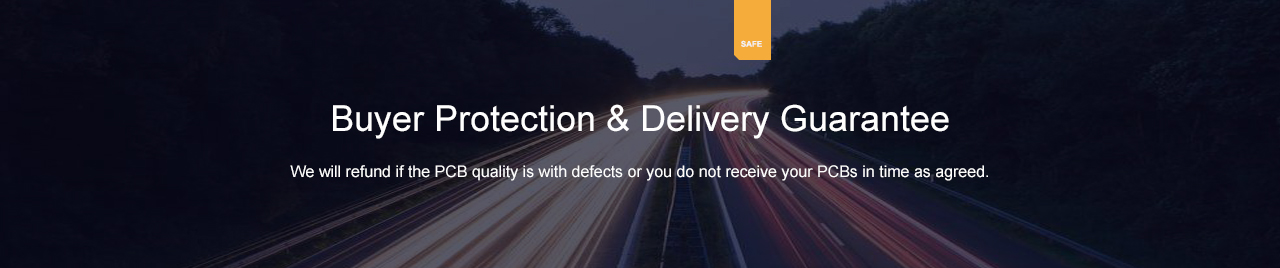 SAFE
Buyer Protection & Delivery Guarantee
We will refund if the PCB quality is with defects or you do not receive your PCBs in time as agreed.